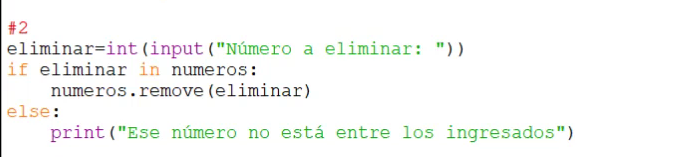 #2
eliminar=int(input("Número a eliminar: "))
if eliminar in numeros:
    numeros.remove(eliminar)
else:
    print("Ese número no está entre los ingresados")